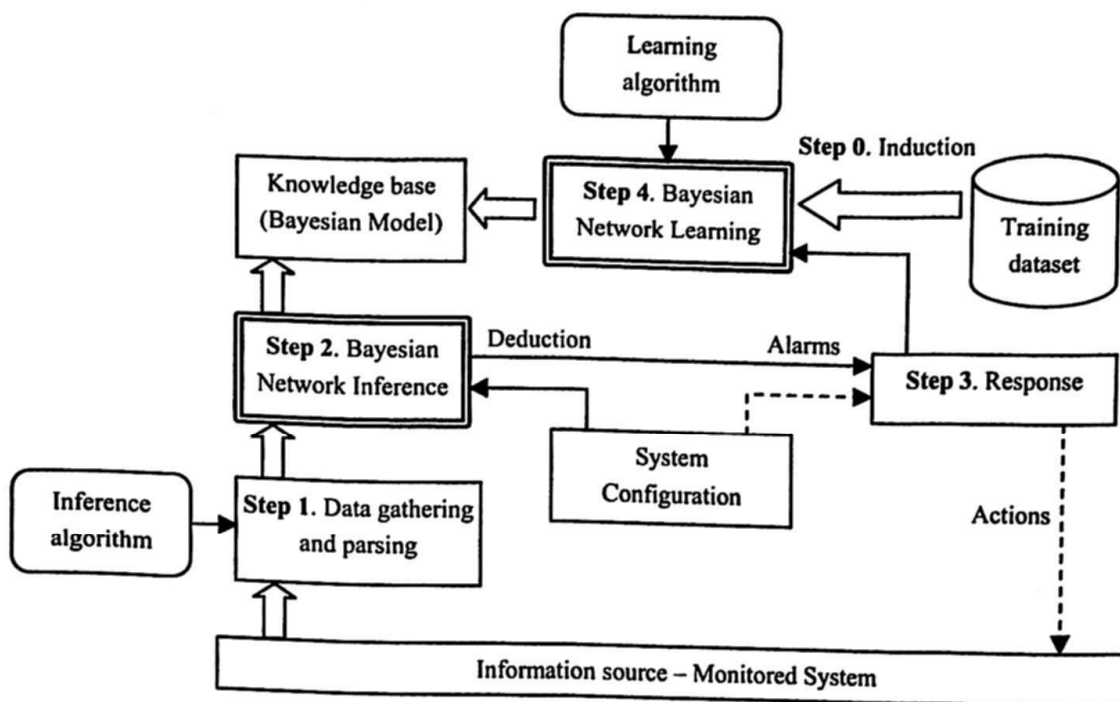 Learning
algorithm
Step 0. Induction
Knowledge base
(Bayesian Model)
Step 4. Bayesian
Network Learning
Training
dataset
Step 2. Bayesian
Network Inference
Deduction
Alarms
Step 3. Response
System
Configuration
Inference
algorithm
Step 1. Data gathering
and parsing
Actions
Information source – Monitored System